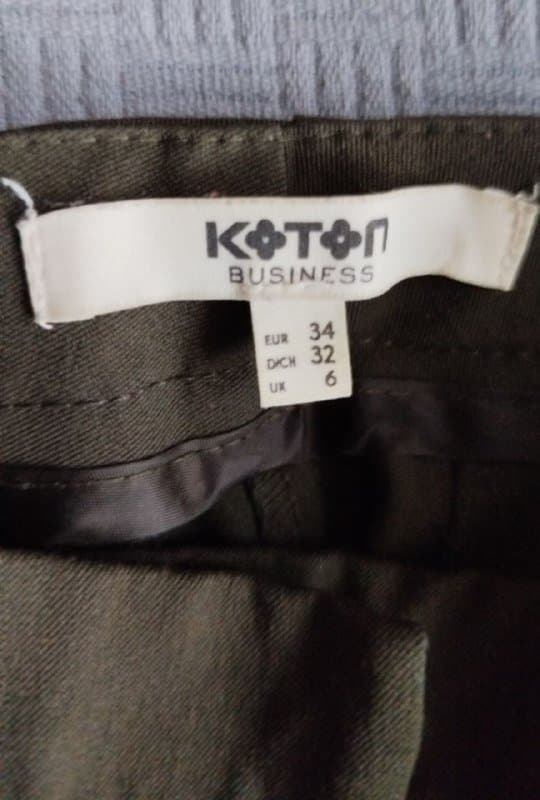 KOTON
BUSINESS
EUR 34
D/CH 32
UK 6